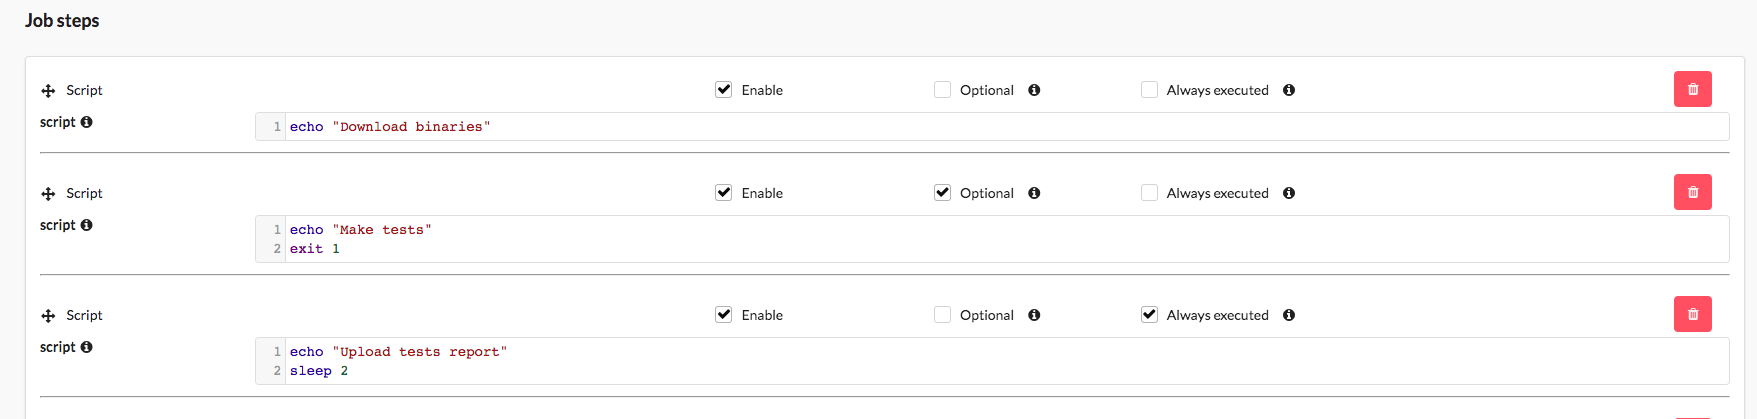 Job steps
Script Enable Optional Always executed
script
1 echo "Download binaries"
Script Enable Optional Always executed
script
1 echo "Make tests"
2 exit 1
Script Enable Optional Always executed
script
1 echo "Upload tests report"
2 sleep 2